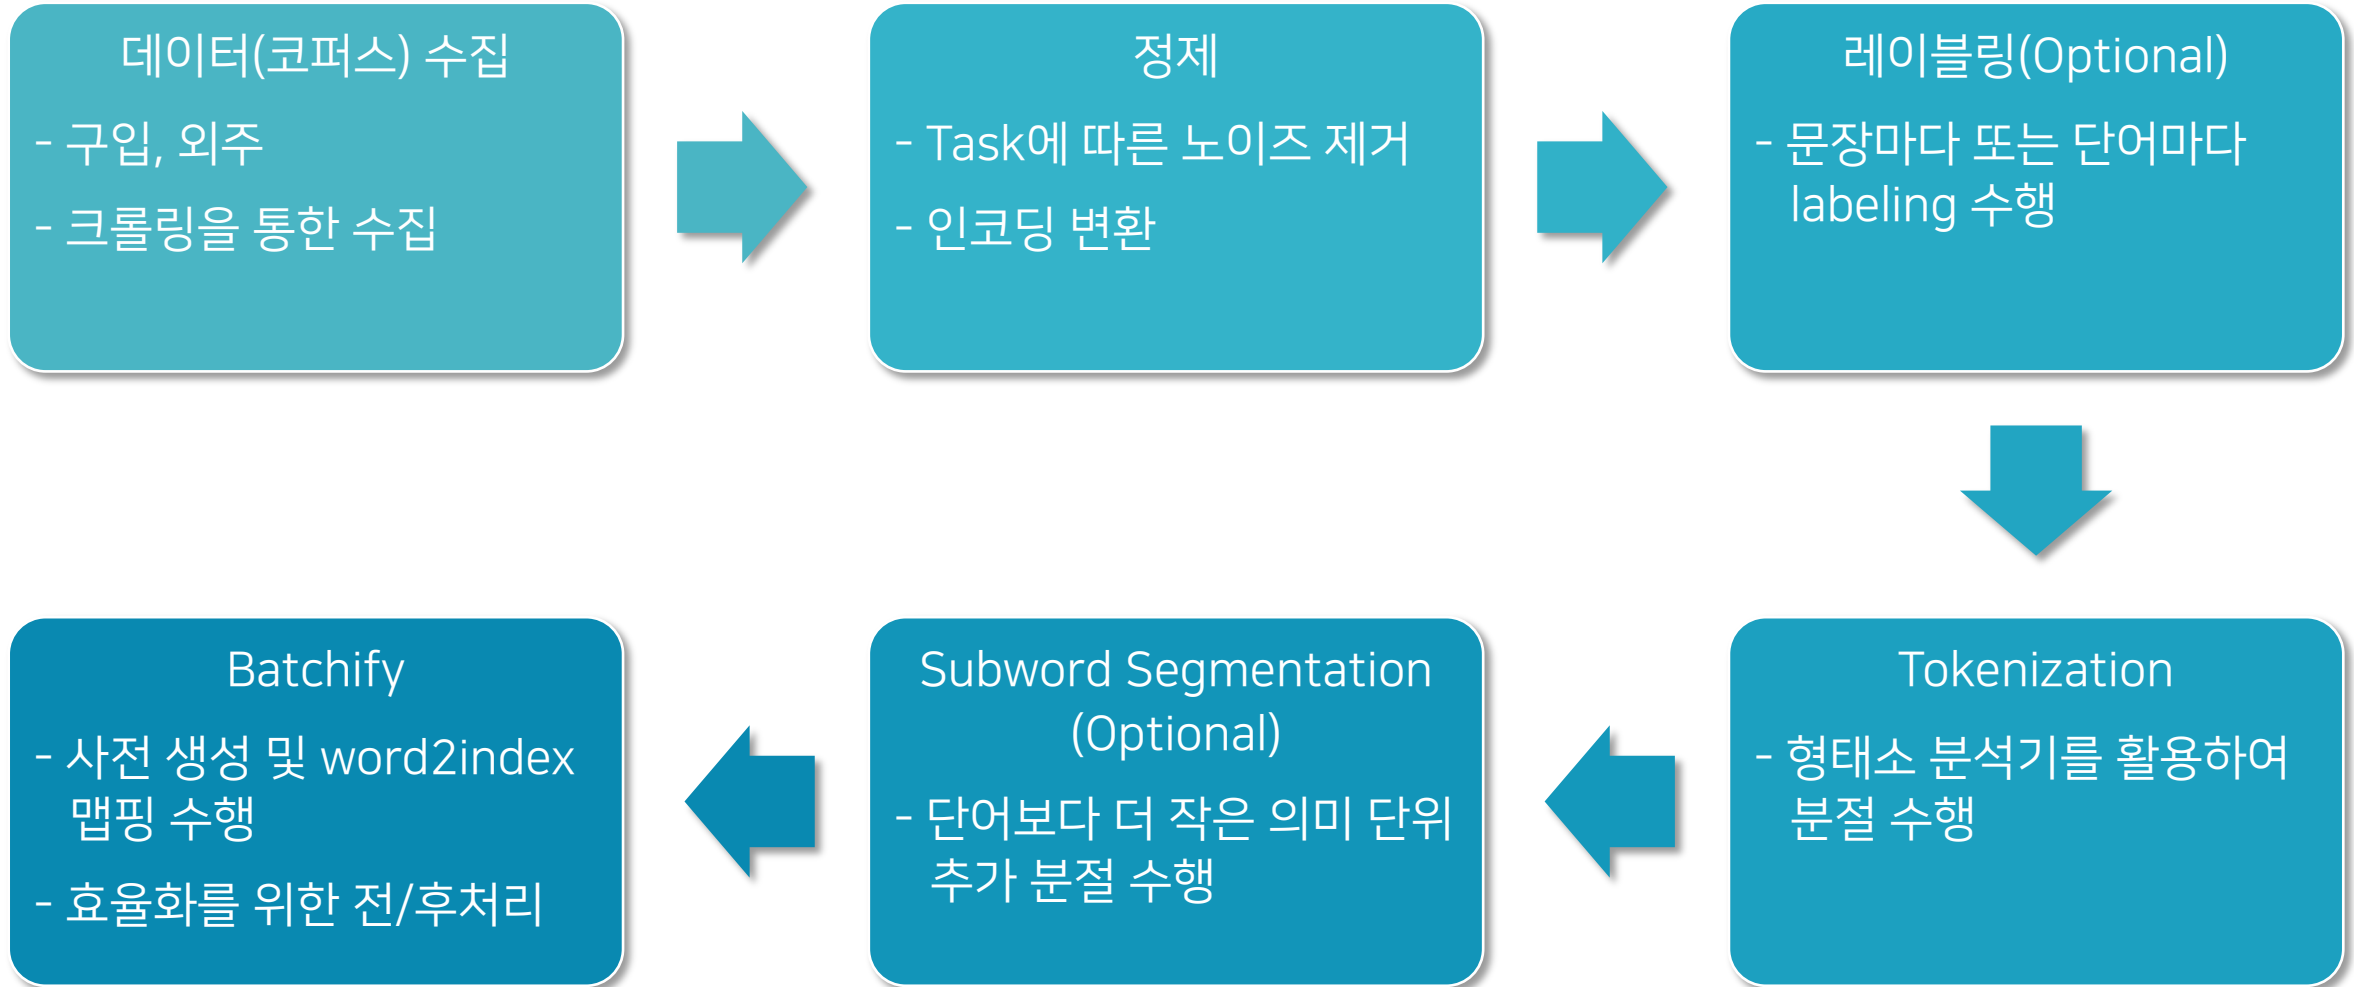 데이터(코퍼스) 수집
- 구입, 외주
- 크롤링을 통한 수집
정제
- Task에 따른 노이즈 제거
- 인코딩 변환
레이블링(Optional)
- 문장마다 또는 단어마다
labeling 수행
Tokenization
- 형태소 분석기를 활용하여
분절 수행
Subword Segmentation
(Optional)
- 단어보다 더 작은 의미 단위
추가 분절 수행
Batchify
- 사전 생성 및 word2index
맵핑 수행
- 효율화를 위한 전/후처리